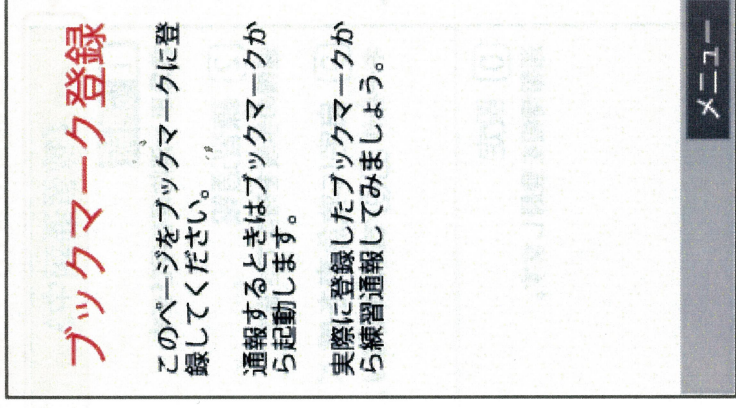 ブックマーク登録
このページをブックマークに登
録してください。
通報するときはブックマークか
ら起動します。
実際に登録したブックマークか
ら練習通報してみましょう。
メニュー